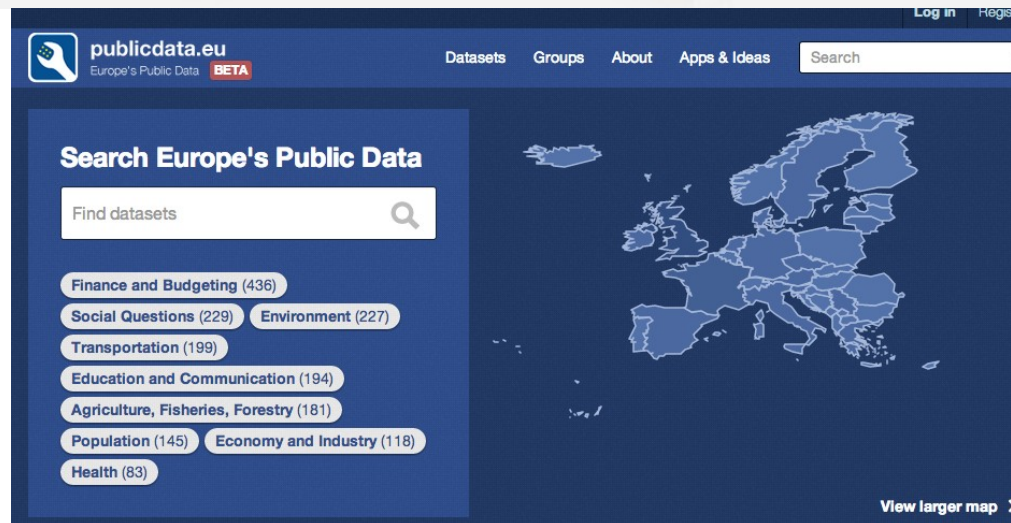 Log in
publicdata.eu
Europe's Public Data BETA
Datasets Groups About Apps & Ideas Search
Search Europe's Public Data
Find datasets
Finance and Budgeting (436)
Social Questions (229) Environment (227)
Transportation (199)
Education and Communication (194)
Agriculture, Fisheries, Forestry (181)
Population (145) Economy and Industry (118)
Health (83)
View larger map